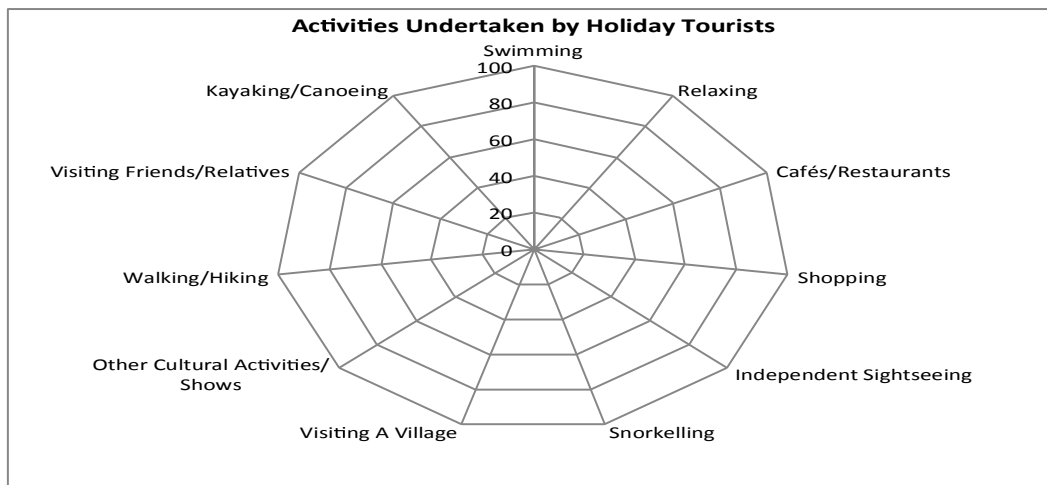 Activities Undertaken by Holiday Tourists
Swimming
100
Kayaking/Canoeing
Relaxing
80
60
Visiting Friends/Relatives
Cafés/Restaurants
40
20
0
Walking/Hiking
Shopping
Other Cultural Activities/
Shows
Independent Sightseeing
Visiting A Village
Snorkelling